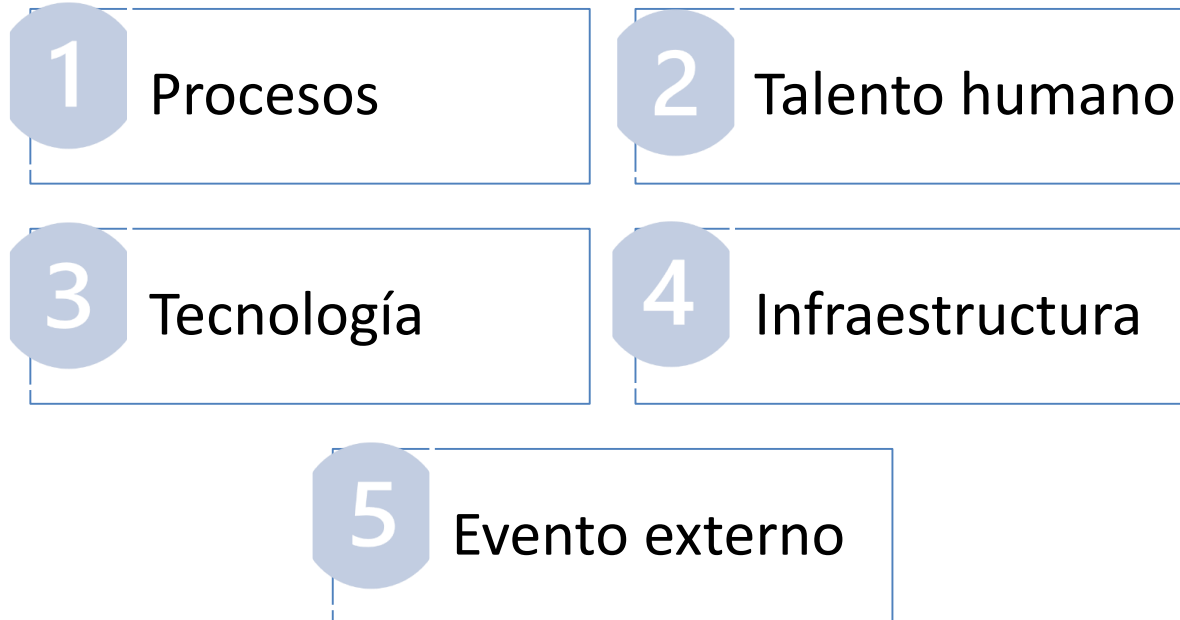 1 Procesos
2 Talento humano
3 Tecnología
4 Infraestructura
5 Evento externo